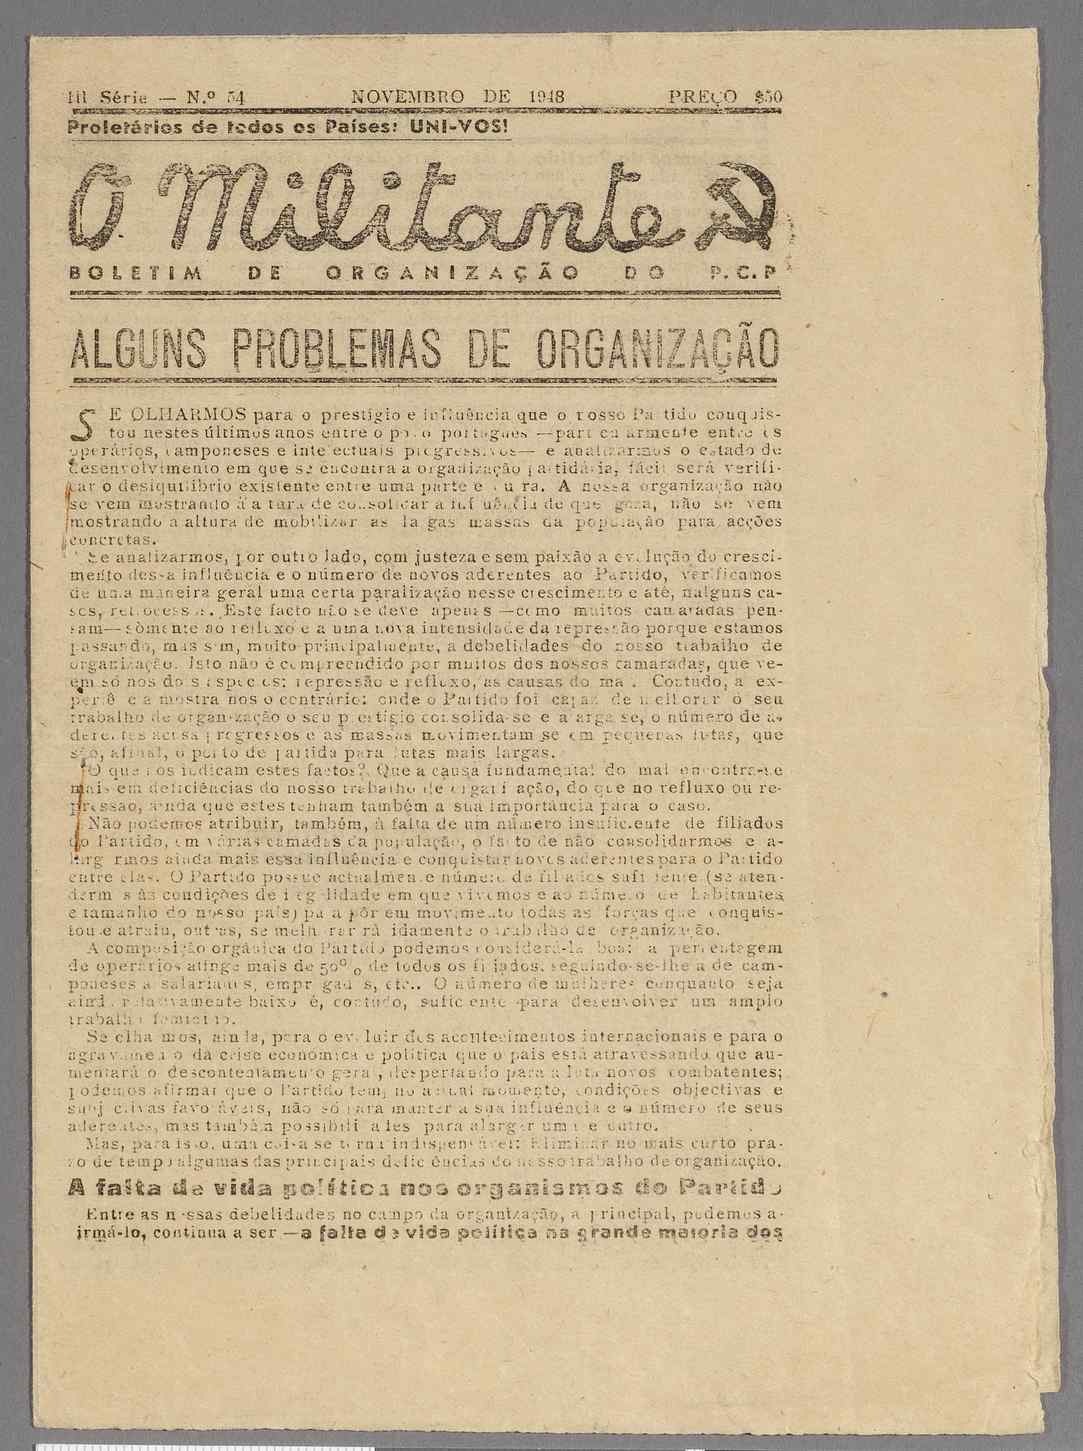 III Série — N.º 54 NOVEMBRO DE 1948 PREÇO $50
Proletários de todos os Países: UNI-VOS!
O Militante
BOLETIM DE ORGANIZAÇÃO DO P.C.P
ALGUNS PROBLEMAS DE ORGANIZAÇÃO
SE OLHARMOS para o prestigio e influência que o nosso Partido conquis-
tou nestes últimos anos entre o povo português —particularmente entre os
operários, camponeses e intelectuais progressivos— e analizarmos o estado de
desenvolvimento em que se encontra a organização partidária, fácil será verifi-
car o desiquilibrio existente entre uma parte e outra. A nossa organização não
se vem mostrando à altura de consolidar a influência de que goza, não se vem
mostrando a altura de mobilizar as largas massas da população para acções
concretas.
Se analizarmos, por outro lado, com justeza e sem paixão a evolução do cresci-
mento dessa influência e o número de novos aderentes ao Partido, verificamos
de uma maneira geral uma certa paralização nesse crescimento e até, nalguns ca-
sos, retrocesso. Este facto não se deve apenas —como muitos camaradas pen-
sam— sòmente ao refluxo e a uma nova intensidade da repressão porque estamos
passando, mas sim, muito principalmente, a debelidades do nosso trabalho de
organização. Isto não é compreendido por muitos dos nossos camaradas, que ve-
em só nos dois aspectos: repressão e refluxo, as causas do mal. Contudo, a ex-
periência mostra nos o contrário: onde o Partido foi capaz de melhorar o seu
trabalho de organização o seu prestígio consolida-se e alarga se, o número de a-
derentes acusa progressos e as massas movimentam se em pequenas lutas, que
são, afinal, o ponto de partida para lutas mais largas.
O que nos indicam estes factos? Que a causa fundamental do mal encontra-se
mais em deficiências do nosso trabalho de organização, do que no refluxo ou re-
pressão, ainda que estes tenham também a sua importância para o caso.
Não podemos atribuir, também, à falta de um número insuficiente de filiados
do Partido, em várias camadas da população, o facto de não consolidarmos e a-
largarmos ainda mais essa influência e conquistar novos aderentes para o Partido
entre elas. O Partido possue actualmente número de filiados suficiente (se aten-
dermos às condições de ilegalidade em que vivemos e ao número de habitantes
e tamanho do nosso país) para pôr em movimento todas as forças que conquis-
tou e atraiu, outras, se melhorar ràpidamente o trabalho de organização.
A composição orgânica do Partido podemos considerá-la boa: a percentagem
de operários atinge mais de 50% de todos os filiados, seguindo-se-lhe a de cam-
poneses assalariados, empregados, etc.. O número de mulheres conquanto seja
ainda relativamente baixo é, contudo, suficiente para desenvolver um amplo
trabalho feminino.
Se olharmos, ainda, para o evoluir dos acontecimentos internacionais e para o
agravamento da crise económica e política que o país está atravessando, que au-
mentará o descontentamento geral, despertando para a luta novos combatentes;
podemos afirmar que o Partido tem, no actual momento, condições objectivas e
subjectivas favoráveis, não só para manter a sua influência e o número de seus
aderentes, mas também possibilidades para alargar uma e outro.
Mas, para isso, uma coisa se torna indispensável: Eliminar no mais curto pra-
zo de tempo algumas das principais deficiências do nosso trabalho de organização.
A falta de vida política nos organismos do Partido
Entre as nossas debelidades no campo da organização, a principal, podemos a-
irmá-lo, continua a ser —a falta de vida política na grande maioria dos